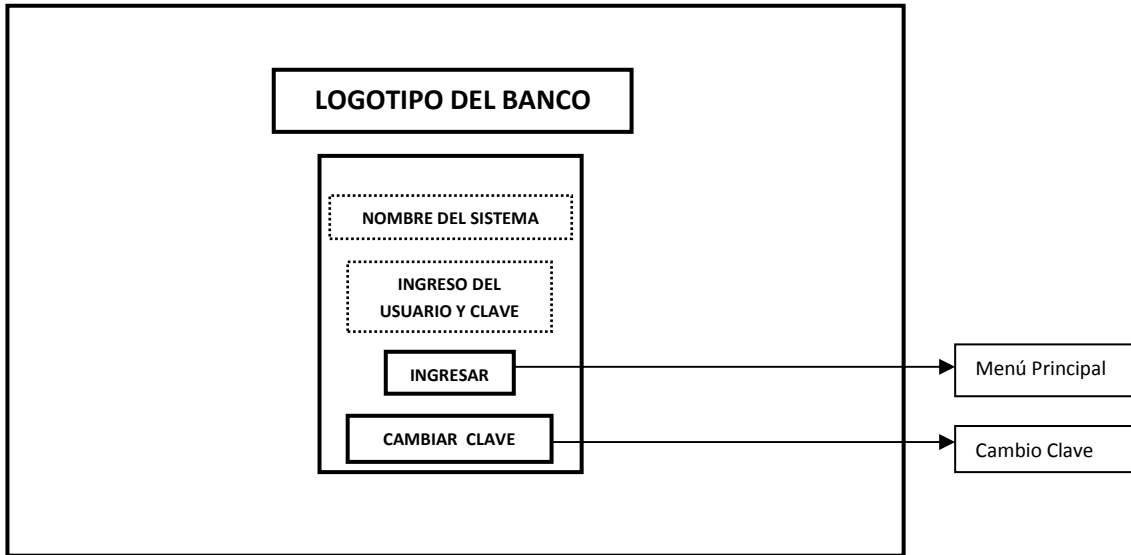 LOGOTIPO DEL BANCO
NOMBRE DEL SISTEMA
INGRESO DEL
USUARIO Y CLAVE
INGRESAR
Menú Principal
CAMBIAR CLAVE
Cambio Clave